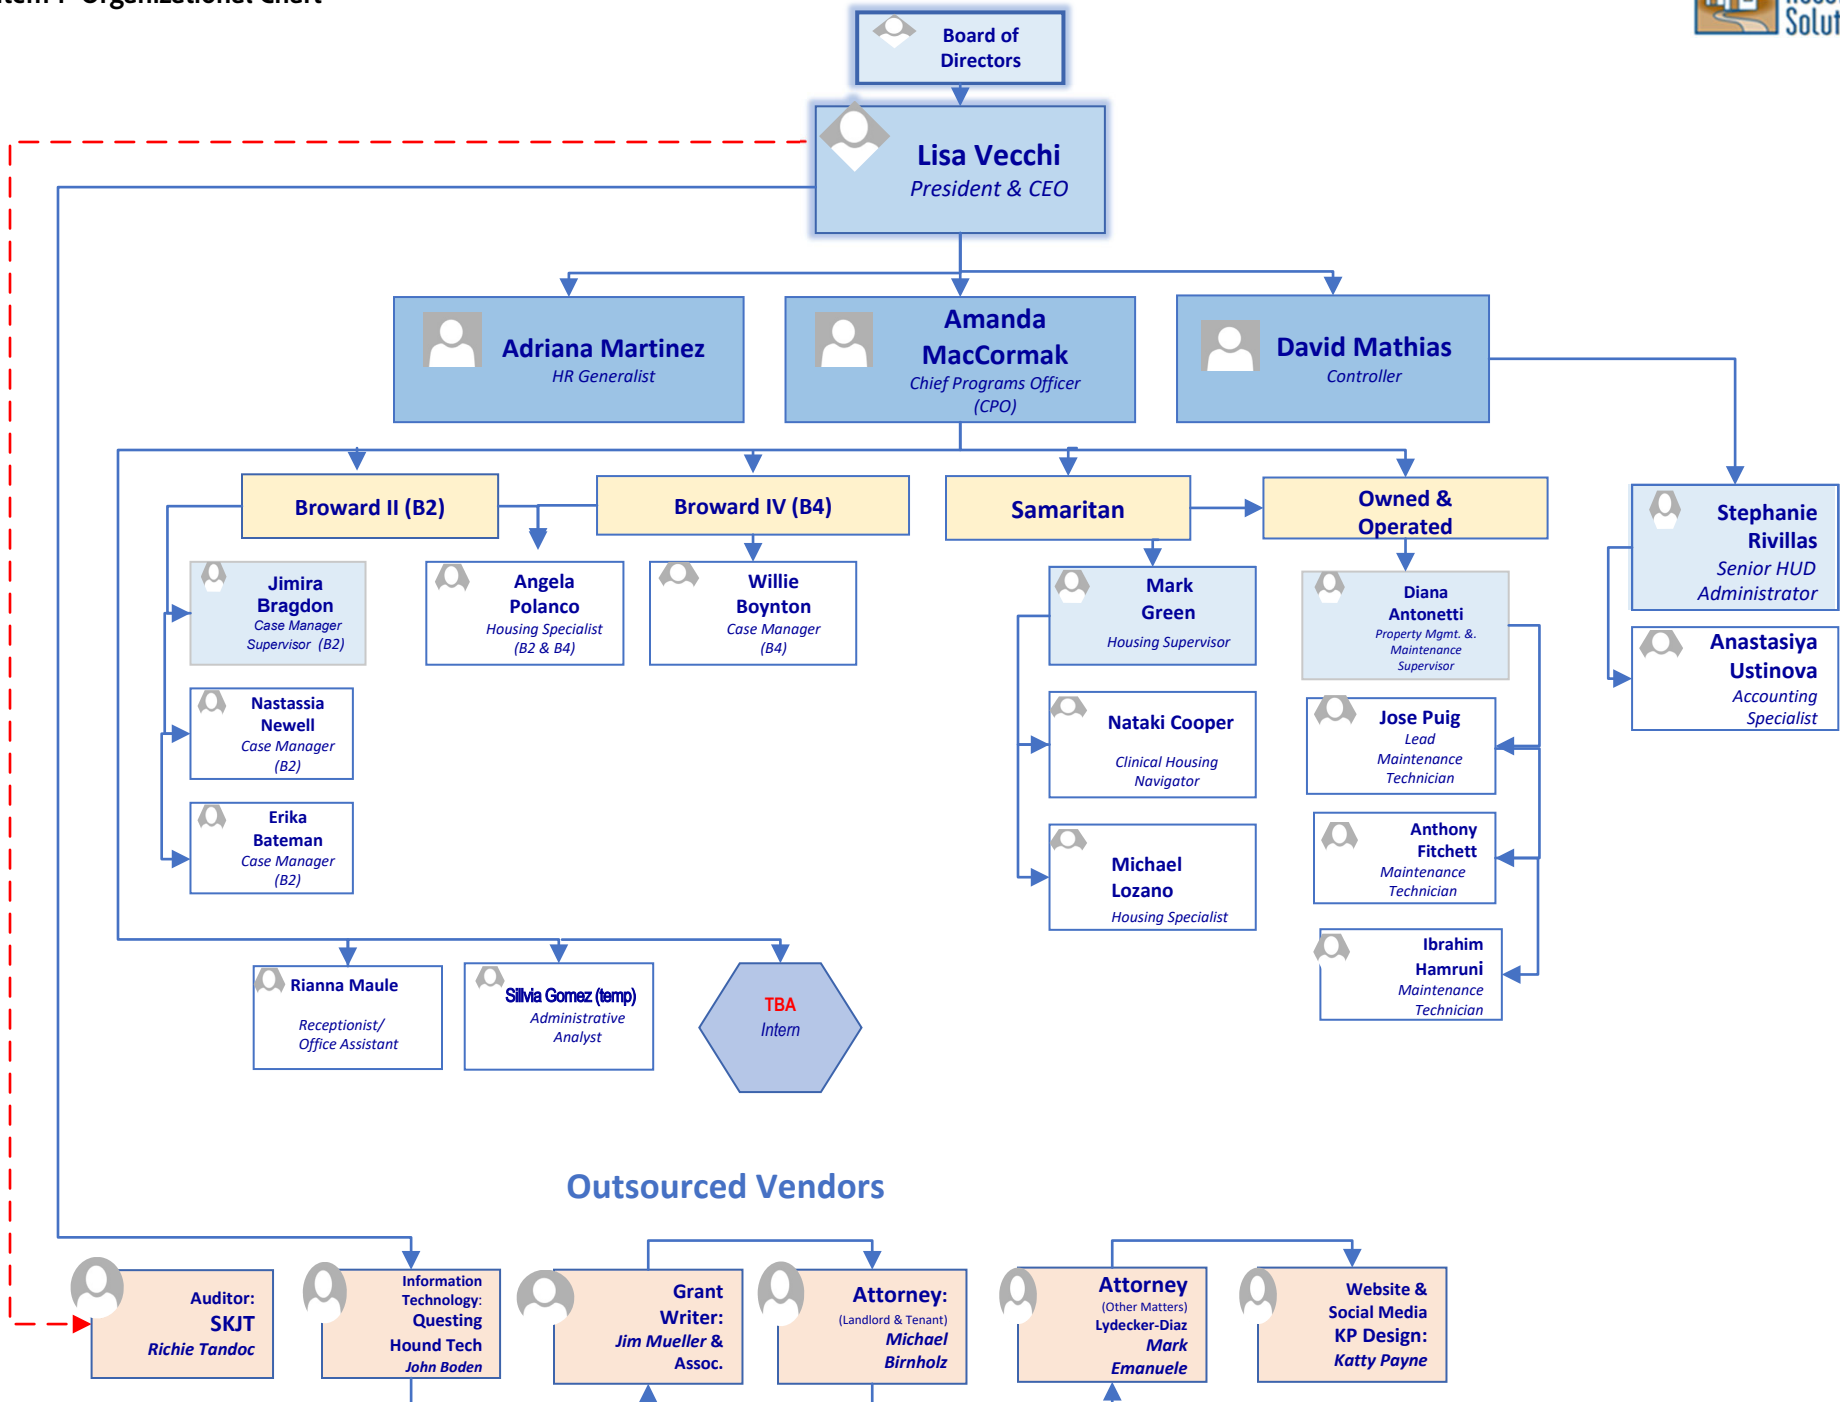 Organizational Chart
Solut
Board of
Directors
Lisa Vecchi
President & CEO
Adriana Martinez
HR Generalist
Amanda
MacCormak
Chief Programs Officer
(CPO)
David Mathias
Controller
Broward II (B2)
Broward IV (B4)
Samaritan
Owned &
Operated
Stephanie
Rivillas
Senior HUD
Administrator
Jimira
Bragdon
Case Manager
Supervisor (B2)
Angela
Polanco
Housing Specialist
(B2 & B4)
Willie
Boynton
Case Manager
(B4)
Mark
Green
Housing Supervisor
Diana
Antonetti
Property Mgmt. &.
Maintenance
Supervisor
Anastasiya
Ustinova
Accounting
Specialist
Nastassia
Newell
Case Manager
(B2)
Nataki Cooper
Clinical Housing
Navigator
Jose Puig
Lead
Maintenance
Technician
Erika
Bateman
Case Manager
(B2)
Michael
Lozano
Housing Specialist
Anthony
Fitchett
Maintenance
Technician
Ibrahim
Hamruni
Maintenance
Technician
Rianna Maule
Receptionist/
Office Assistant
Sillvia Gomez (temp)
Administrative
Analyst
TBA
Intern
Outsourced Vendors
Auditor:
SKJT
Richie Tandoc
Information
Technology:
Questing
Hound Tech
John Boden
Grant
Writer:
Jim Mueller &
Assoc.
Attorney:
(Landlord & Tenant)
Michael
Birnholz
Attorney
(Other Matters)
Lydecker-Diaz
Mark
Emanuele
Website &
Social Media
KP Design:
Katty Payne